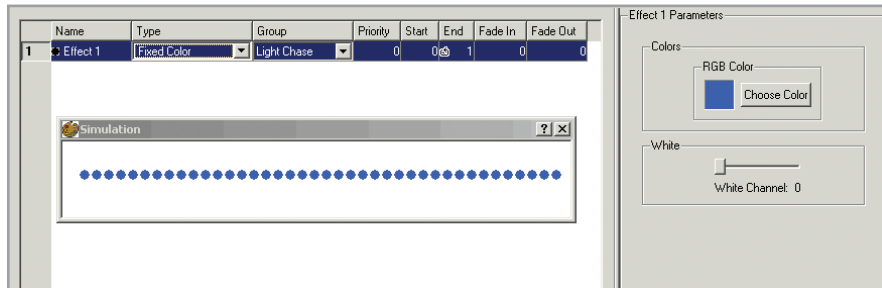 Name Type Group Priority Start End Fade In Fade Out
1 Effect 1 Fixed Color Light Chase 0 0 1 0 0
Simulation
Effect 1 Parameters
Colors
RGB Color
Choose Color
White
White Channel: 0